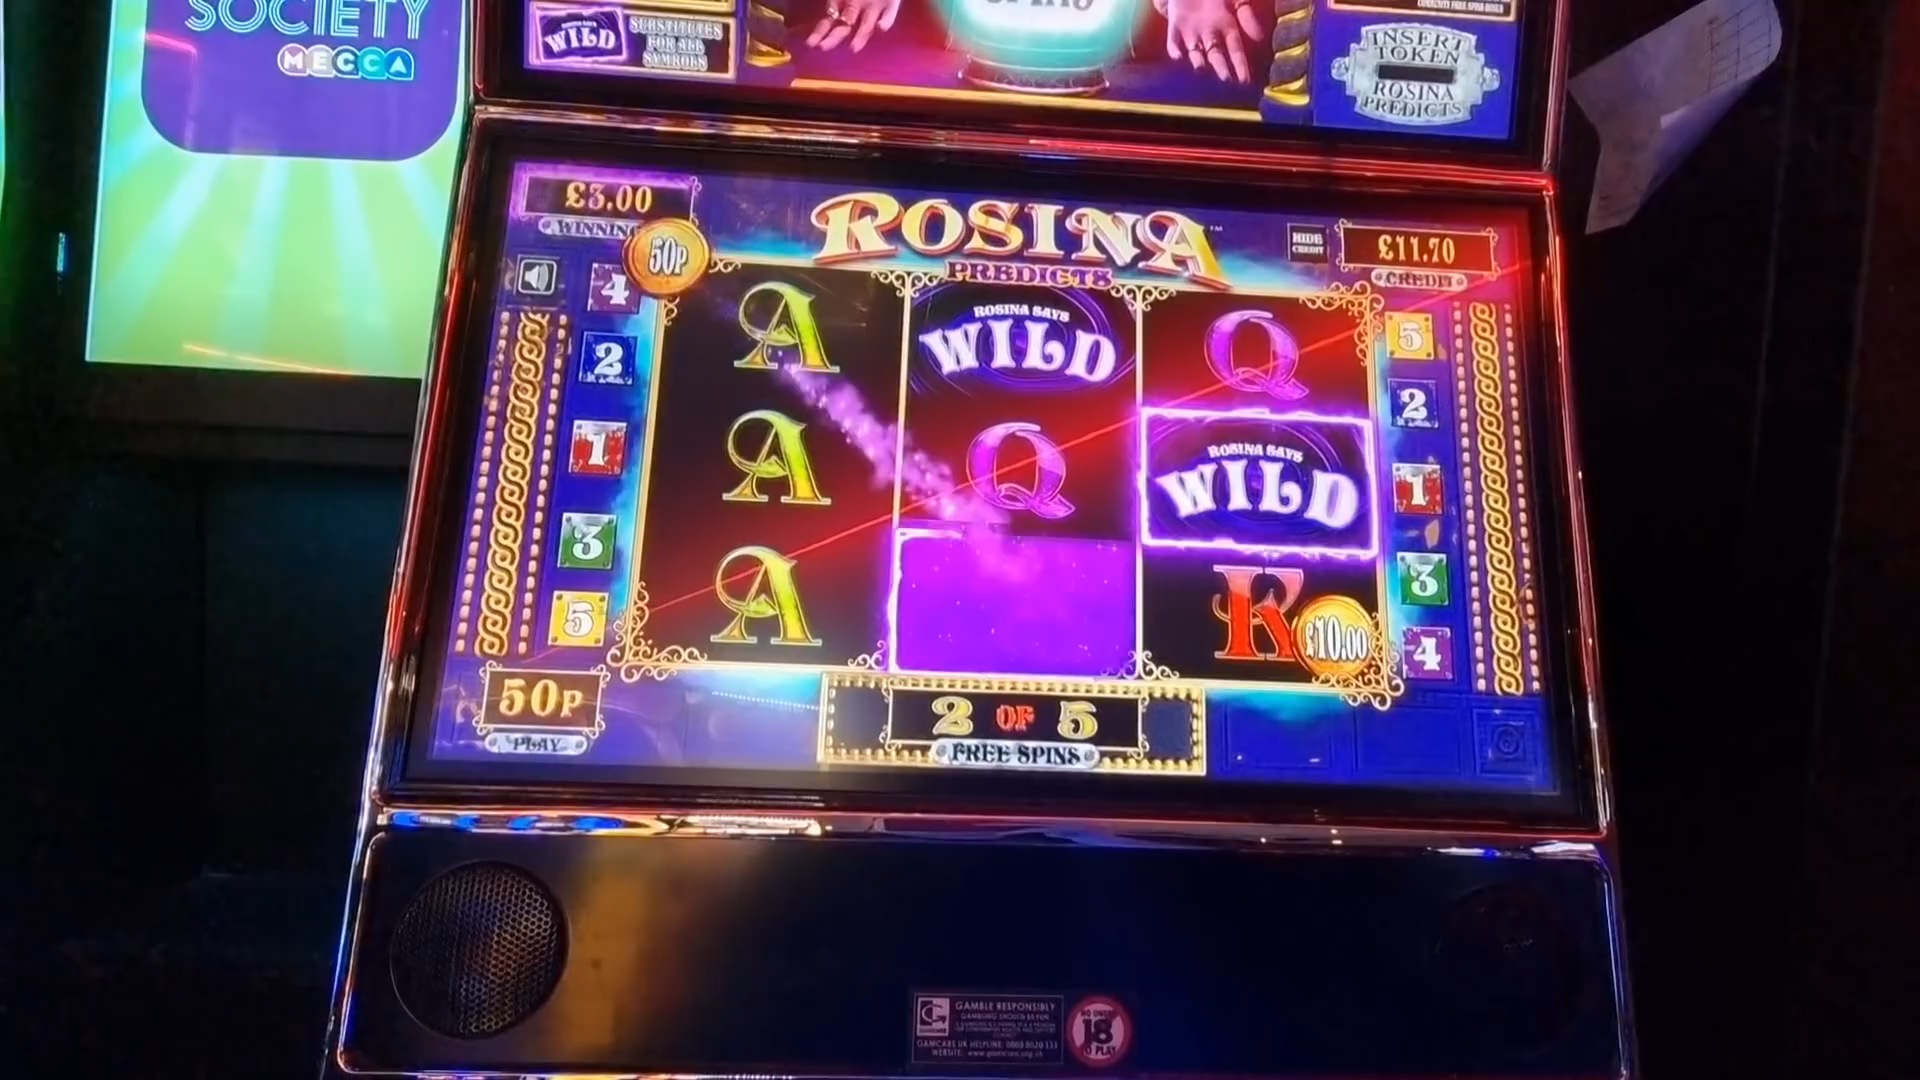 SOCIETY
MECCA
ROSINA SAYS
WILD
SUBSTITUTES
FOR ALL
SYMBOLS
INSERT
TOKEN
ROSINA
PREDICTS
£3.00
50P
ROSINA
PREDICTS
HIDE
CREDIT
£11.70
CREDIT
4
2
1
3
5
A
A
A
ROSINA SAYS
WILD
Q
Q
ROSINA SAYS
WILD
K
£10.00
5
2
1
3
4
50P
PLAY
2 OF 5
FREE SPINS
GAMBLE RESPONSIBLY
18